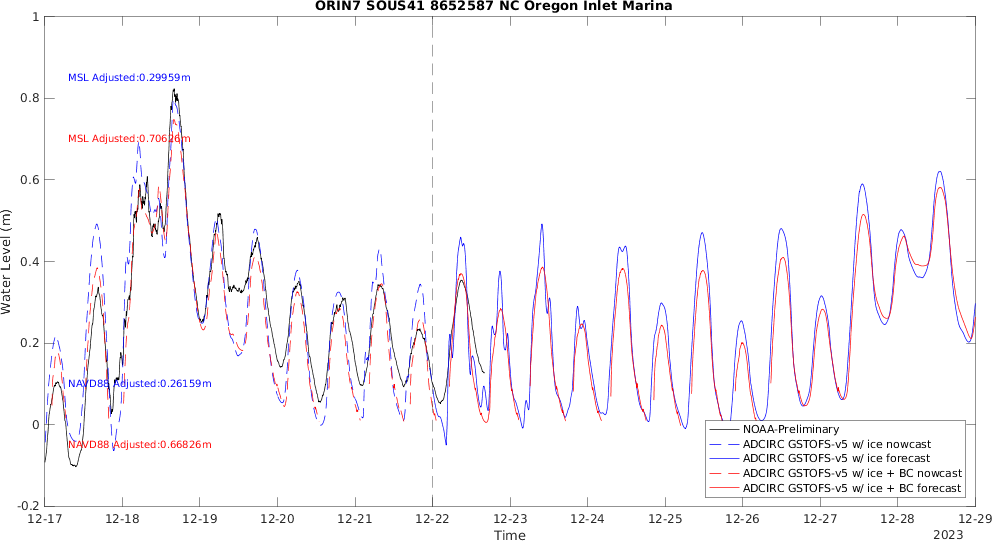 ORIN7 SOUS41 8652587 NC Oregon Inlet Marina
MSL Adjusted:0.29959m
MSL Adjusted:0.70626m
NAVD88 Adjusted:0.26159m
NAVD88 Adjusted:0.66826m
Water Level (m)
1
0.8
0.6
0.4
0.2
0
-0.2
12-17 12-18 12-19 12-20 12-21 12-22 12-23 12-24 12-25 12-26 12-27 12-28 12-29
Time
2023
NOAA-Preliminary
ADCIRC GSTOFS-v5 w/ ice nowcast
ADCIRC GSTOFS-v5 w/ ice forecast
ADCIRC GSTOFS-v5 w/ ice + BC nowcast
ADCIRC GSTOFS-v5 w/ ice + BC forecast